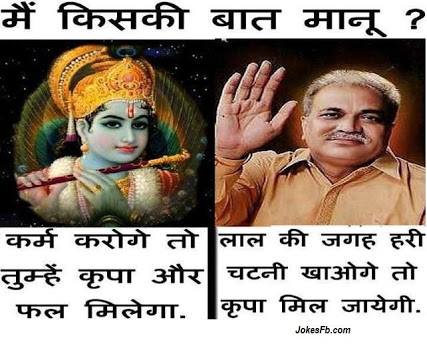 मैं किसकी बात मानू ?
कर्म करोगे तो
तुम्हें कृपा और
फल मिलेगा.
लाल की जगह हरी
चटनी खाओगे तो
कृपा मिल जायेगी.
JokesFb.com